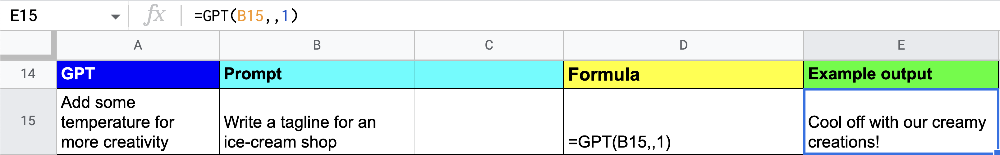 E15 fx =GPT(B15,,1)
A B C D E
14 GPT Prompt Formula Example output
15
Add some
temperature for
more creativity
Write a tagline for an
ice-cream shop
=GPT(B15,,1)
Cool off with our creamy
creations!